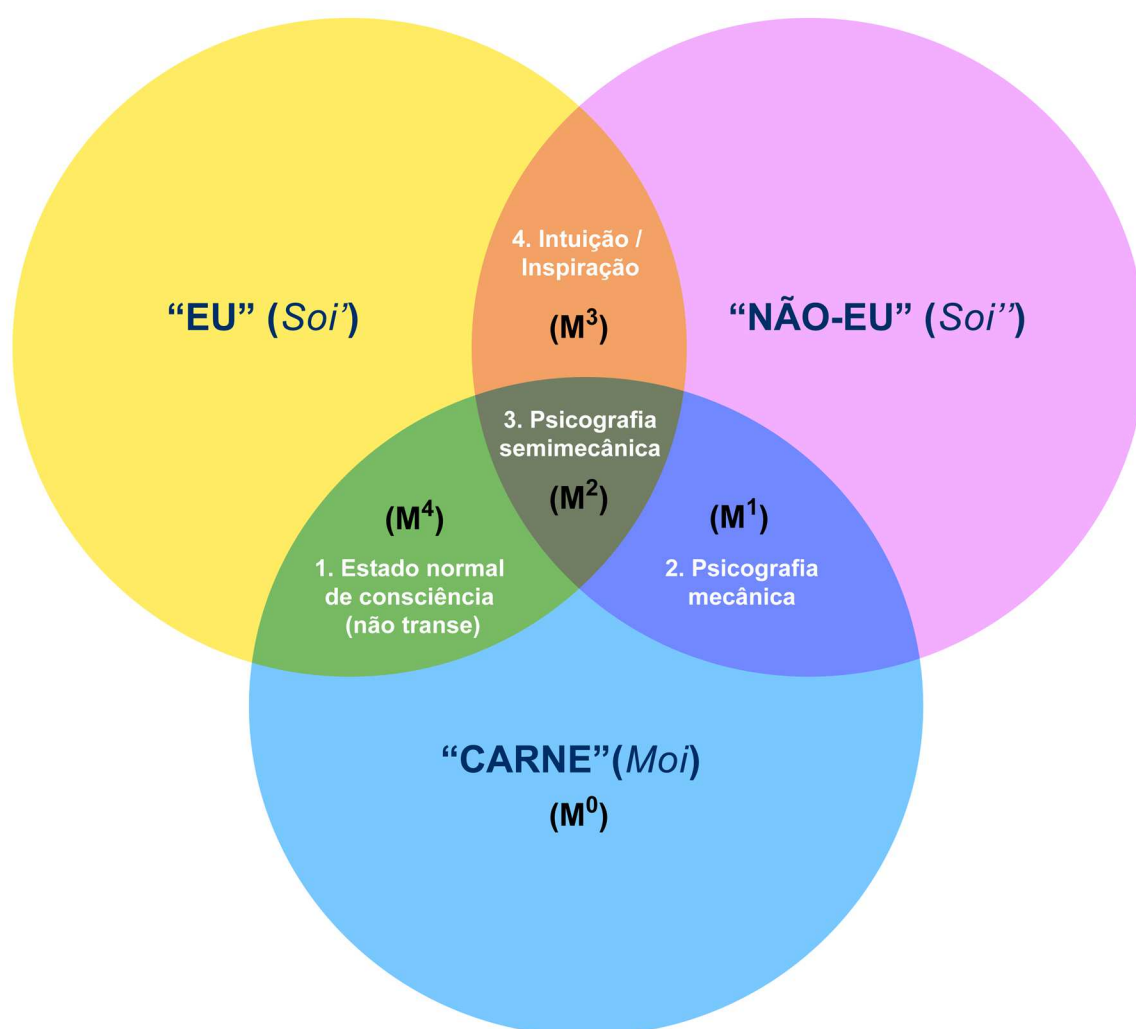 4. Intuição /
Inspiração
“EU” (Soi’)
(M³)
“NÃO-EU” (Soi’’)
3. Psicografia
semimecânica
(M²)
(M⁴)
1. Estado normal
de consciência
(não transe)
(M¹)
2. Psicografia
mecânica
“CARNE”(Moi)
(M⁰)